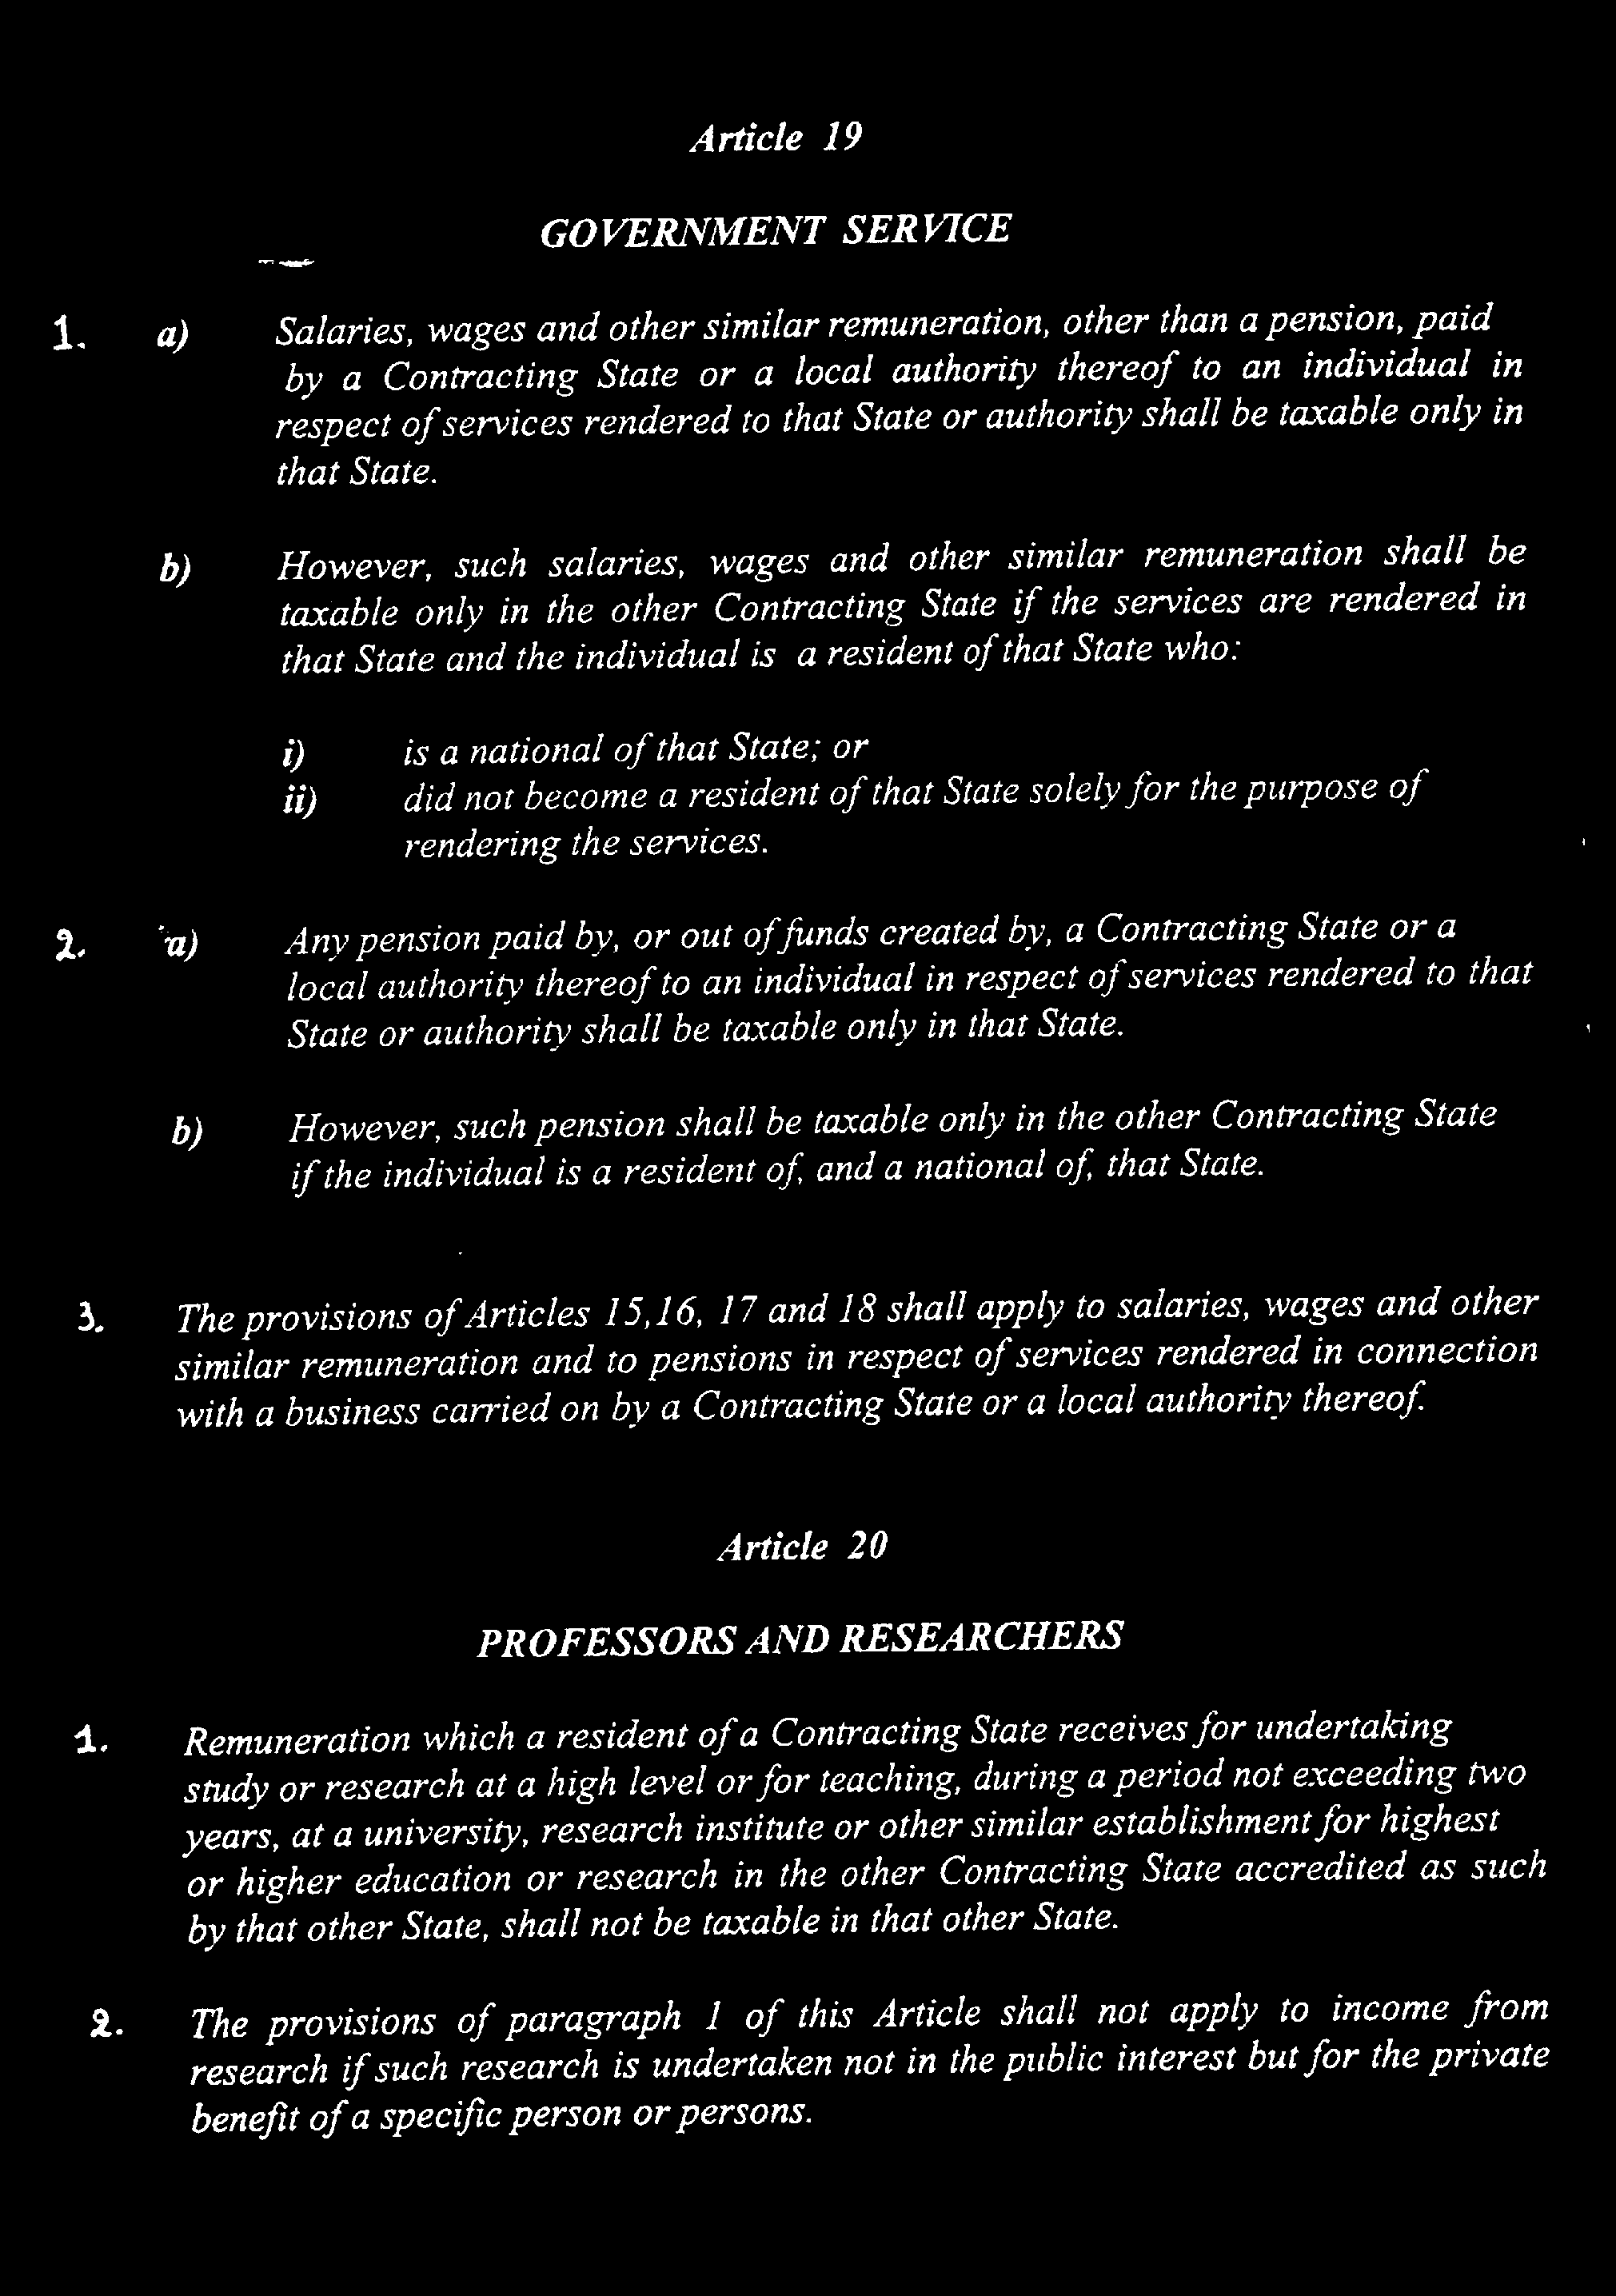 Article 19
GOVERNMENT SERVICE
1. a) Salaries, wages and other similar remuneration, other than a pension, paid
by a Contracting State or a local authority thereof to an individual in
respect of services rendered to that State or authority shall be taxable only in
that State.
b) However, such salaries, wages and other similar remuneration shall be
taxable only in the other Contracting State if the services are rendered in
that State and the individual is a resident of that State who:
i) is a national of that State; or
ii) did not become a resident of that State solely for the purpose of
rendering the services.
2. a) Any pension paid by, or out of funds created by, a Contracting State or a
local authority thereof to an individual in respect of services rendered to that
State or authority shall be taxable only in that State.
b) However, such pension shall be taxable only in the other Contracting State
if the individual is a resident of, and a national of, that State.
3. The provisions of Articles 15,16, 17 and 18 shall apply to salaries, wages and other
similar remuneration and to pensions in respect of services rendered in connection
with a business carried on by a Contracting State or a local authority thereof.
Article 20
PROFESSORS AND RESEARCHERS
1. Remuneration which a resident of a Contracting State receives for undertaking
study or research at a high level or for teaching, during a period not exceeding two
years, at a university, research institute or other similar establishment for highest
or higher education or research in the other Contracting State accredited as such
by that other State, shall not be taxable in that other State.
2. The provisions of paragraph 1 of this Article shall not apply to income from
research if such research is undertaken not in the public interest but for the private
benefit of a specific person or persons.